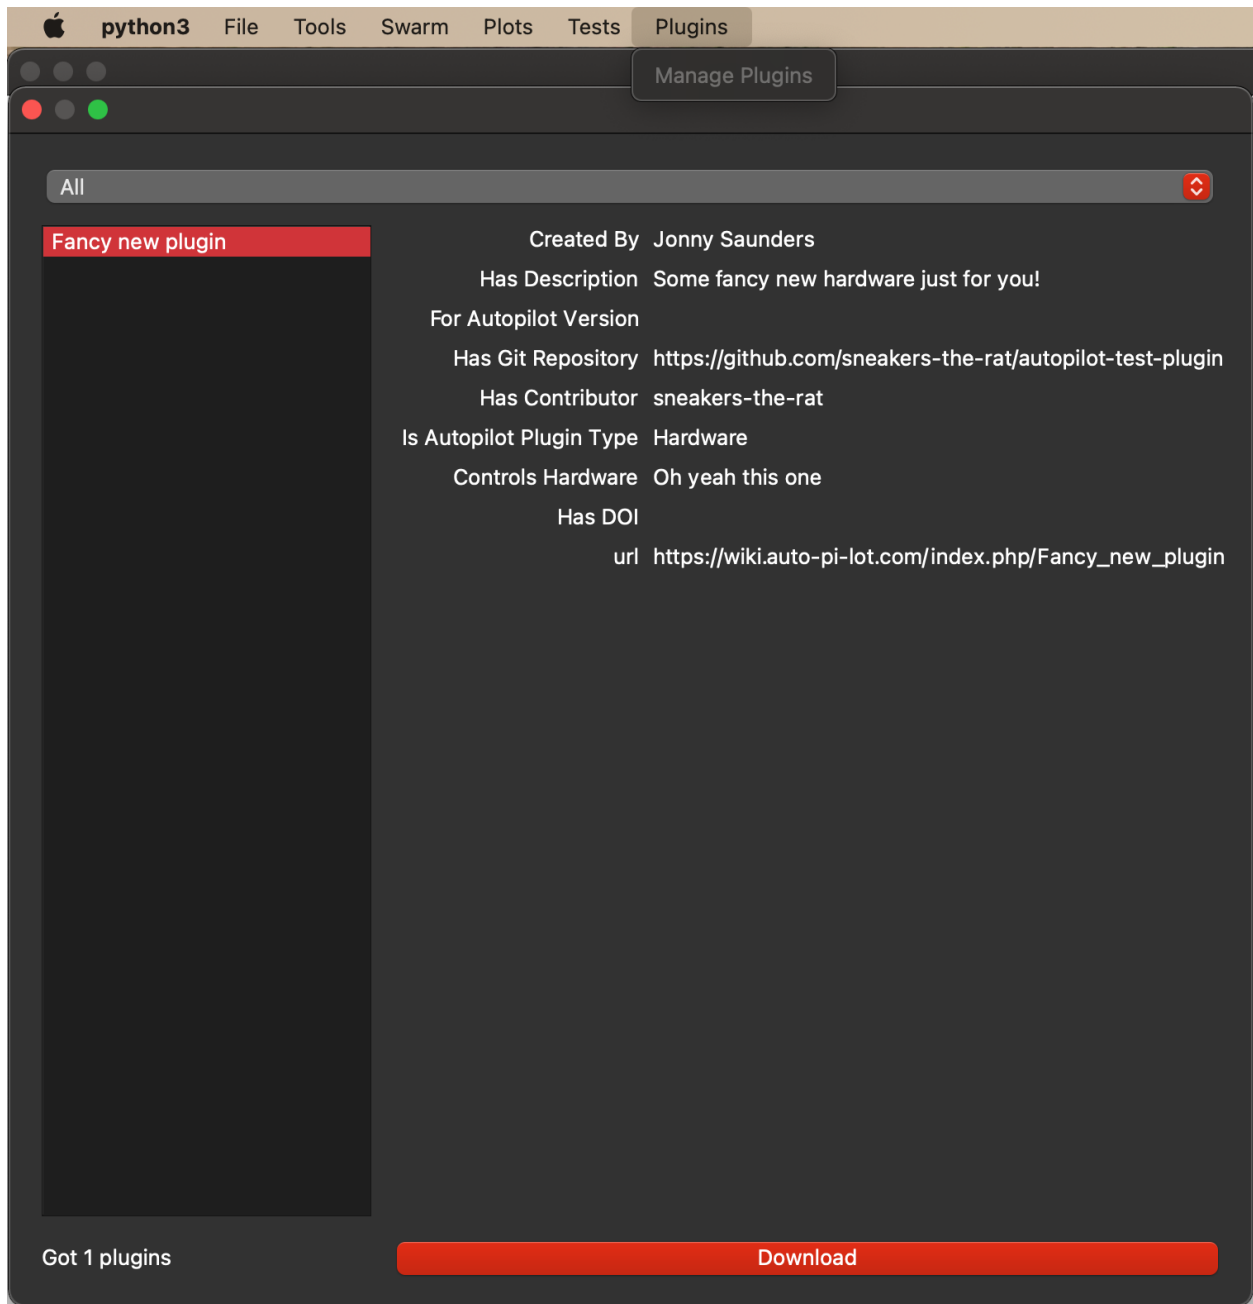 python3 File Tools Swarm Plots Tests Plugins
Manage Plugins
All
Fancy new plugin
Created By Jonny Saunders
Has Description Some fancy new hardware just for you!
For Autopilot Version
Has Git Repository https://github.com/sneakers-the-rat/autopilot-test-plugin
Has Contributor sneakers-the-rat
Is Autopilot Plugin Type Hardware
Controls Hardware Oh yeah this one
Has DOI
url https://wiki.auto-pi-lot.com/index.php/Fancy_new_plugin
Got 1 plugins
Download